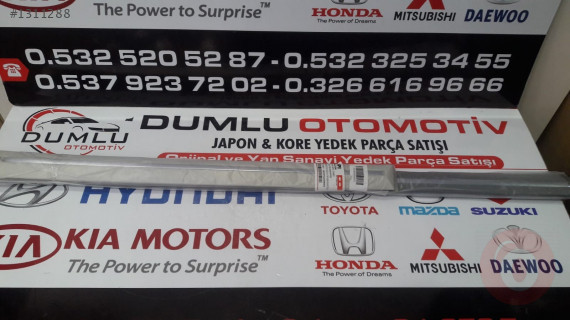 #1311288
The Power to Surprise™
HONDA
The Power of Dreams
MITSUBISHI
DAEWOO
0.532 520 52 87 - 0.532 325 34 55
0.537 923 72 02 - 0.326 616 96 66
DUMLU
OTOMOTİV
DUMLU OTOMOTİV
JAPON & KORE YEDEK PARÇA SATIŞI
Orijinal ve Yan Sanayi Yedek Parça Satışı
HYUNDAI
TOYOTA
mazda
SUZUKI
KIA
KIA MOTORS
The Power to Surprise™
HONDA
The Power of Dreams
MITSUBISHI
DAEWOO